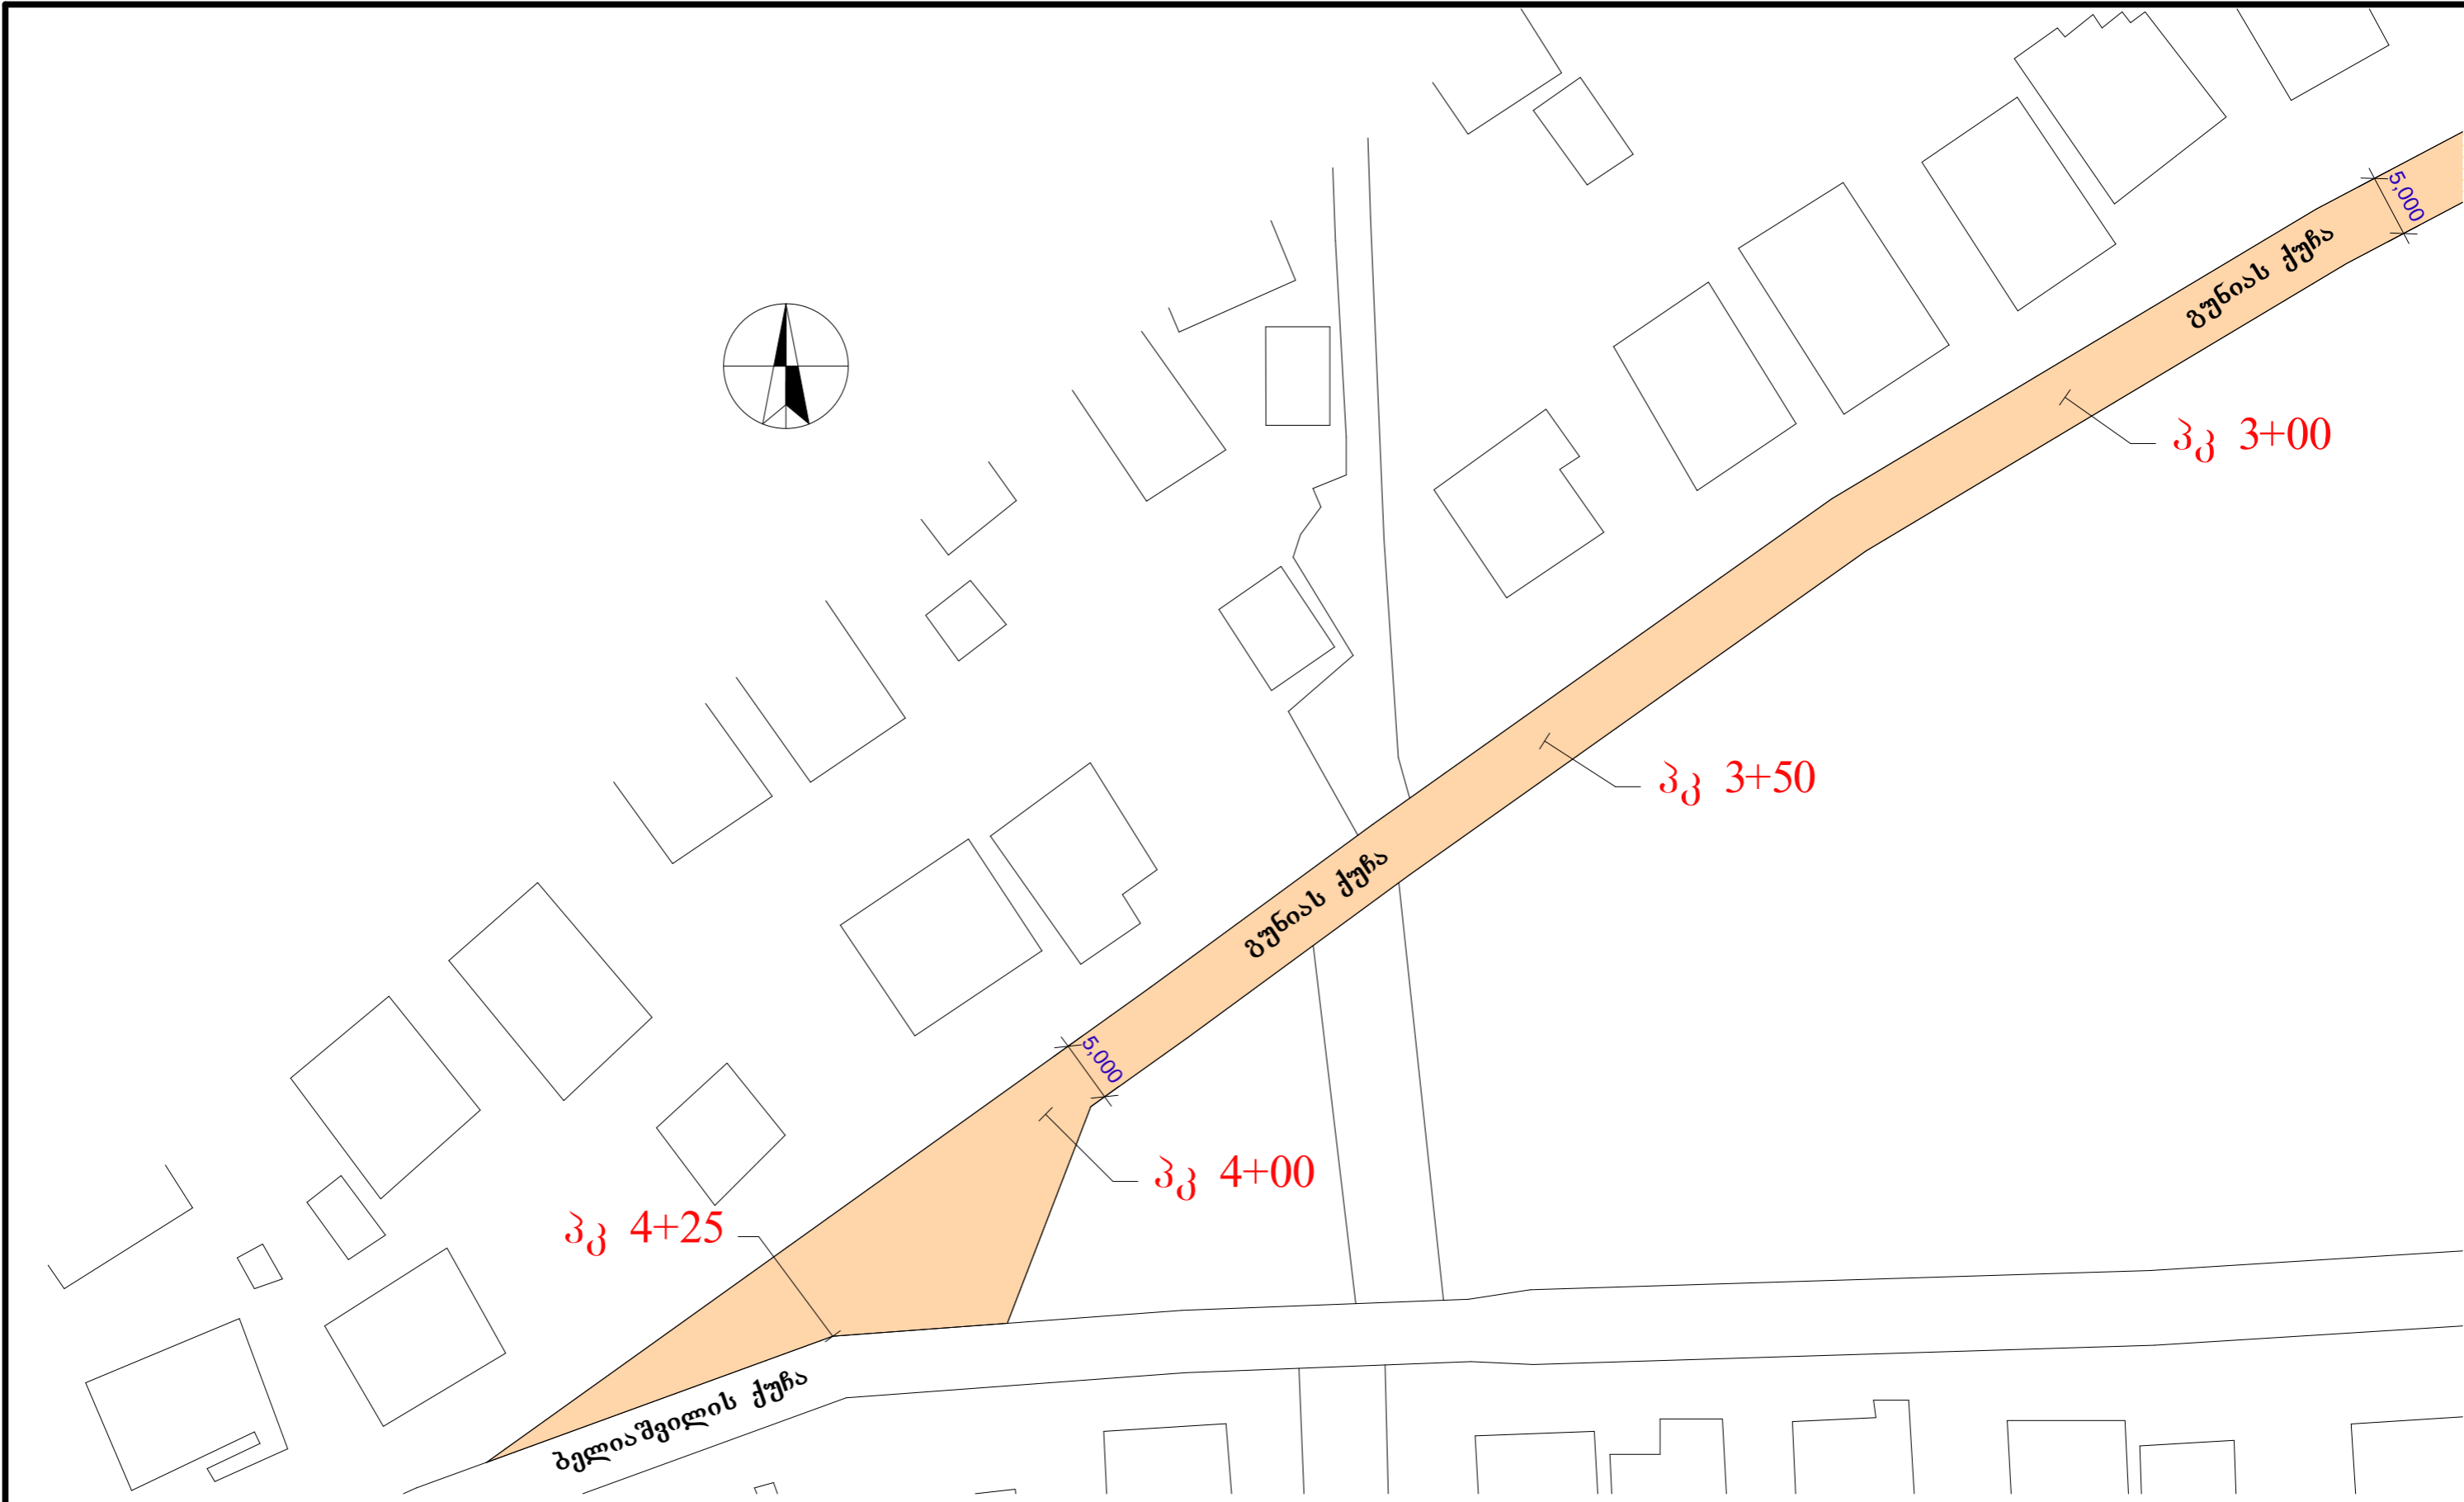 5,000
გუნიას ქუჩა
პკ 3+00
პკ 3+50
გუნიას ქუჩა
5,000
პკ 4+00
პკ 4+25
ბელიაშვილის ქუჩა